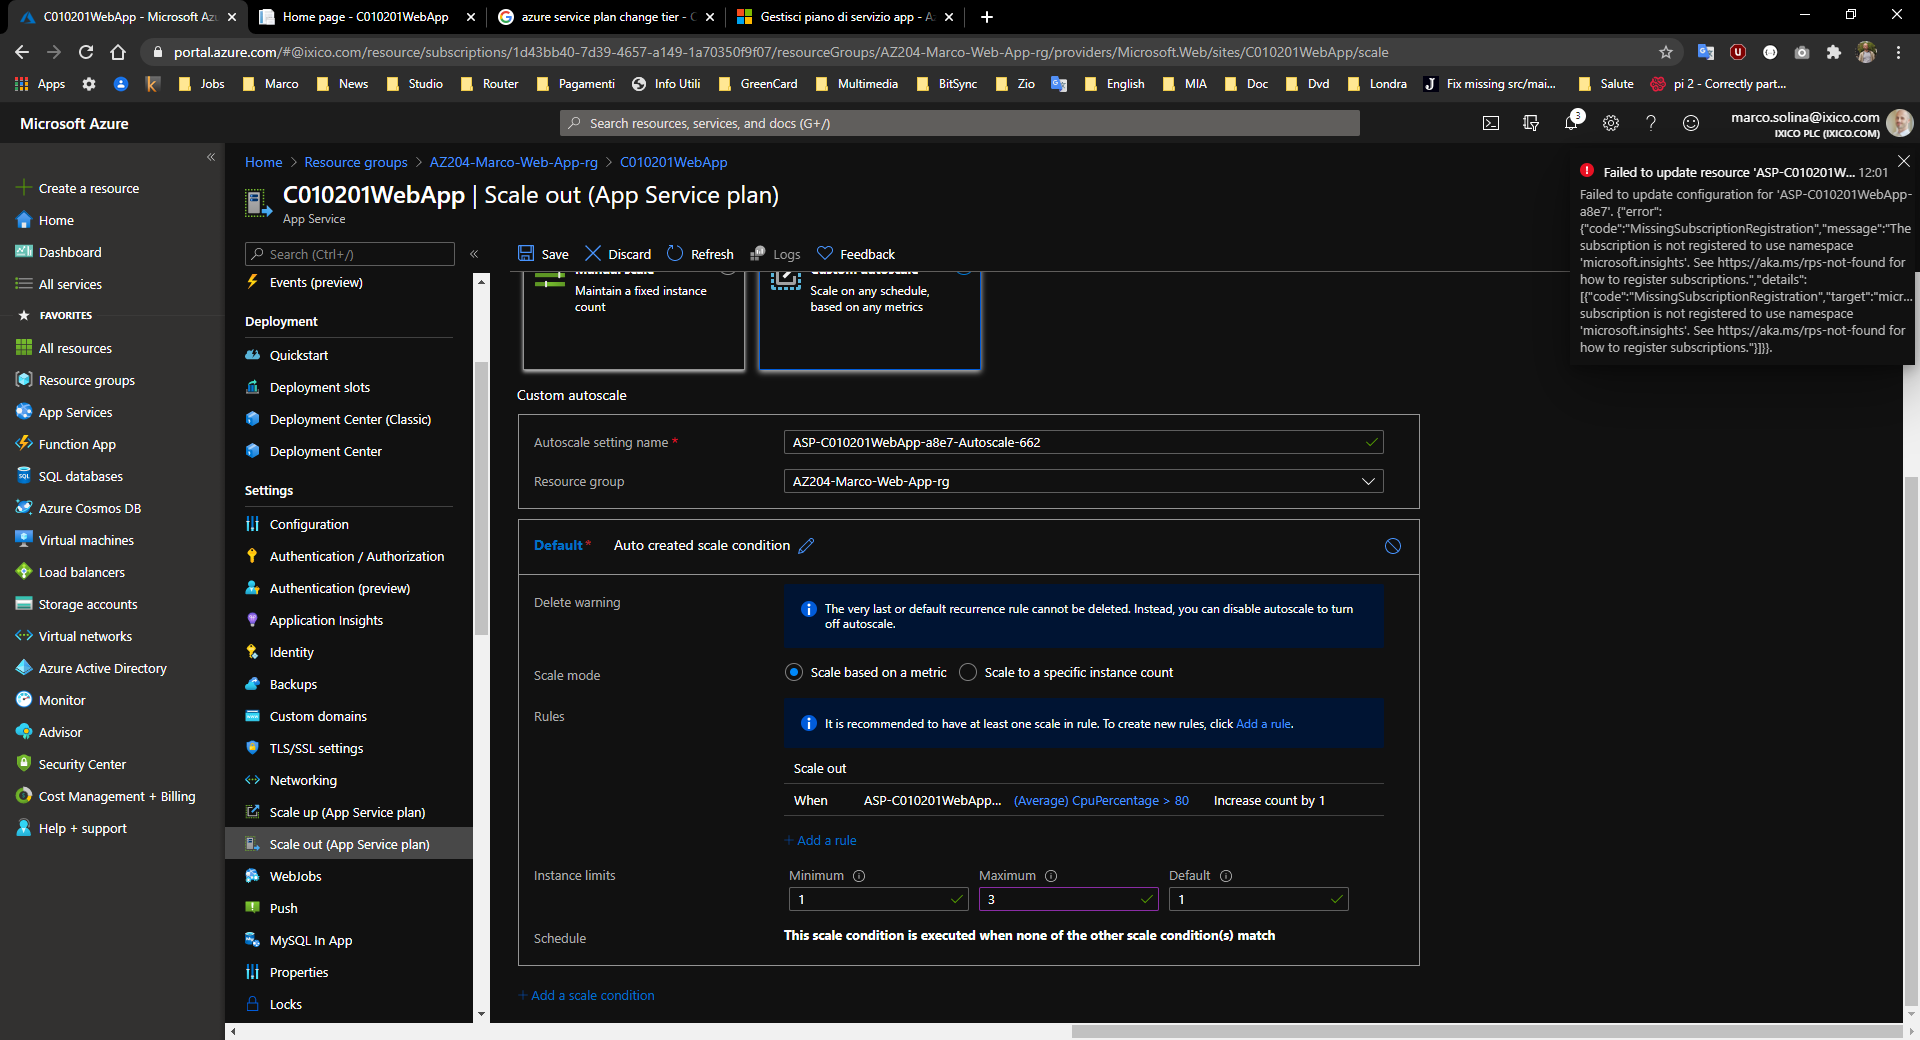 C010201WebApp - Microsoft Azu
Home page - C010201WebApp
azure service plan change tier -
Gestisci piano di servizio app - A
portal.azure.com/#@ixico.com/resource/subscriptions/1d43bb40-7d39-4657-a149-1a70350f9f07/resourceGroups/AZ204-Marco-Web-App-rg/providers/Microsoft.Web/sites/C010201WebApp/scale
Apps
Jobs
Marco
News
Studio
Router
Pagamenti
Info Utili
GreenCard
Multimedia
BitSync
Zio
English
MIA
Doc
Dvd
Londra
Fix missing src/mai...
Salute
pi 2 - Correctly part...
Microsoft Azure
Search resources, services, and docs (G+/)
3
marco.solina@ixico.com
IXICO PLC (IXICO.COM)
Create a resource
Home
Dashboard
All services
FAVORITES
All resources
Resource groups
App Services
Function App
SQL databases
Azure Cosmos DB
Virtual machines
Load balancers
Storage accounts
Virtual networks
Azure Active Directory
Monitor
Advisor
Security Center
Cost Management + Billing
Help + support
Home > Resource groups > AZ204-Marco-Web-App-rg > C010201WebApp
C010201WebApp | Scale out (App Service plan)
App Service
Search (Ctrl+/)
Events (preview)
Deployment
Quickstart
Deployment slots
Deployment Center (Classic)
Deployment Center
Settings
Configuration
Authentication / Authorization
Authentication (preview)
Application Insights
Identity
Backups
Custom domains
TLS/SSL settings
Networking
Scale up (App Service plan)
Scale out (App Service plan)
WebJobs
Push
MySQL In App
Properties
Locks
Save
Discard
Refresh
Logs
Feedback
Manual scale
Maintain a fixed instance
count
Custom autoscale
Scale on any schedule,
based on any metrics
Custom autoscale
Autoscale setting name *
ASP-C010201WebApp-a8e7-Autoscale-662
Resource group
AZ204-Marco-Web-App-rg
Default*
Auto created scale condition
Delete warning
The very last or default recurrence rule cannot be deleted. Instead, you can disable autoscale to turn
off autoscale.
Scale mode
Scale based on a metric
Scale to a specific instance count
Rules
It is recommended to have at least one scale in rule. To create new rules, click Add a rule.
Scale out
When
ASP-C010201WebApp...
(Average) CpuPercentage > 80
Increase count by 1
+ Add a rule
Instance limits
Minimum
Maximum
Default
1
3
1
Schedule
This scale condition is executed when none of the other scale condition(s) match
+ Add a scale condition
Failed to update resource 'ASP-C010201W... 12:01
Failed to update configuration for 'ASP-C010201WebApp-
a8e7'. {"error":
{"code":"MissingSubscriptionRegistration","message":"The
subscription is not registered to use namespace
'microsoft.insights'. See https://aka.ms/rps-not-found for
how to register subscriptions.","details":
[{"code":"MissingSubscriptionRegistration","target":"micr...
subscription is not registered to use namespace
'microsoft.insights'. See https://aka.ms/rps-not-found for
how to register subscriptions."}]}}.